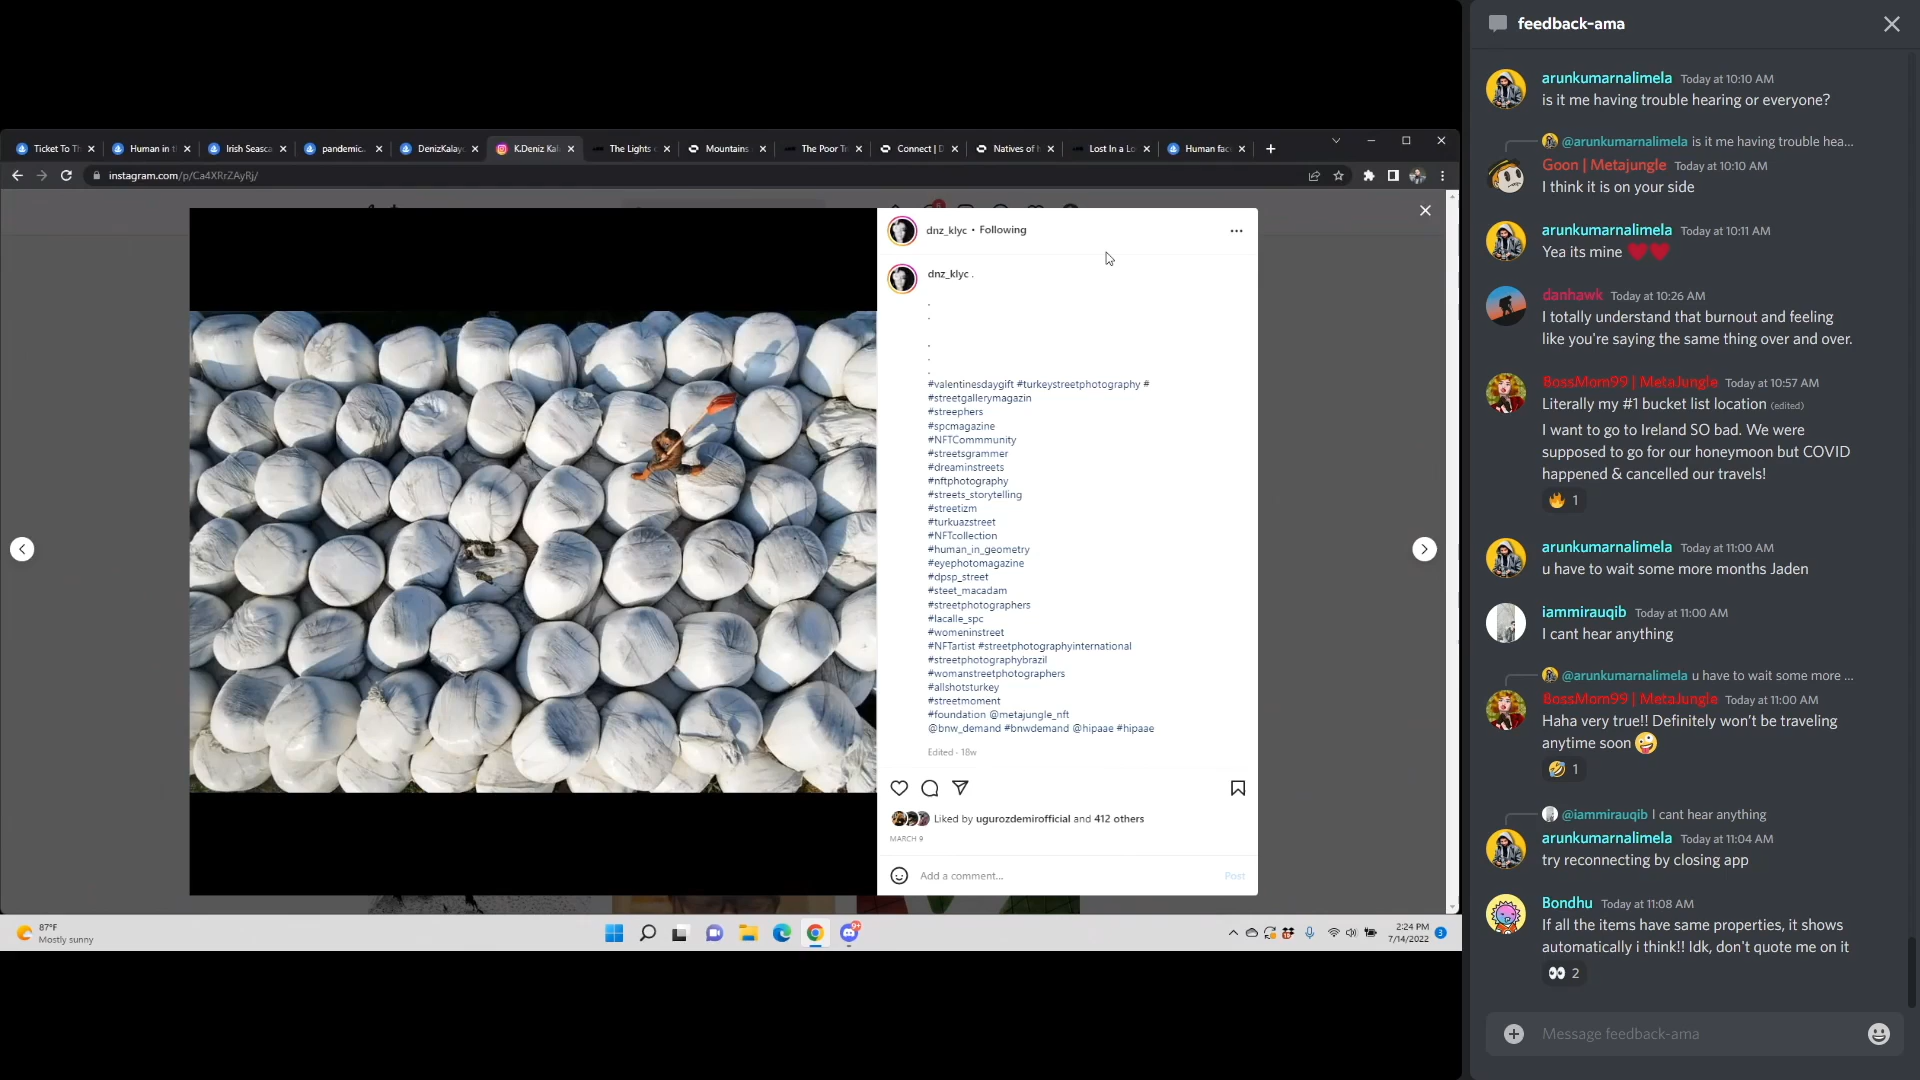 Ticket To Th
Human in t
Irish Seasca
pandemic.
DenizKalayc
K.Deniz Kal
The Lights
Mountains
The Poor Tr
Connect | D
Natives of
Lost In a Lo
Human fac
instagram.com/p/Ca4XRrZAyRj/
dnz_klyc • Following
dnz_klyc .
.
.
.
.
.
#valentinesdaygift #turkeystreetphotography #
#streetgallerymagazin
#streephers
#spcmagazine
#NFTCommmunity
#streetsgrammer
#dreaminstreets
#nftphotography
#streets_storytelling
#streetizm
#turkuazstreet
#NFTcollection
#human_in_geometry
#eyephotomagazine
#dpsp_street
#steet_macadam
#streetphotographers
#lacalle_spc
#womeninstreet
#NFTartist #streetphotographyinternational
#streetphotographybrazil
#womanstreetphotographers
#allshotsturkey
#streetmoment
#foundation @metajungle_nft
@bnw_demand #bnwdemand @hipaae #hipaae
Edited · 18w
Liked by ugurozdemirofficial and 412 others
MARCH 9
Add a comment...
Post
87°F
Mostly sunny
9+
2:24 PM
7/14/2022
3
feedback-ama
arunkumarnalimela Today at 10:10 AM
is it me having trouble hearing or everyone?
@arunkumarnalimela is it me having trouble hea...
Goon | Metajungle Today at 10:10 AM
I think it is on your side
arunkumarnalimela Today at 10:11 AM
Yea its mine
danhawk Today at 10:26 AM
I totally understand that burnout and feeling
like you're saying the same thing over and over.
BossMom99 | MetaJungle Today at 10:57 AM
Literally my #1 bucket list location (edited)
I want to go to Ireland SO bad. We were
supposed to go for our honeymoon but COVID
happened & cancelled our travels!
1
arunkumarnalimela Today at 11:00 AM
u have to wait some more months Jaden
iammirauqib Today at 11:00 AM
I cant hear anything
@arunkumarnalimela u have to wait some more ...
BossMom99 | MetaJungle Today at 11:00 AM
Haha very true!! Definitely won't be traveling
anytime soon
1
@iammirauqib I cant hear anything
arunkumarnalimela Today at 11:04 AM
try reconnecting by closing app
Bondhu Today at 11:08 AM
If all the items have same properties, it shows
automatically i think!! Idk, don't quote me on it
2
Message feedback-ama